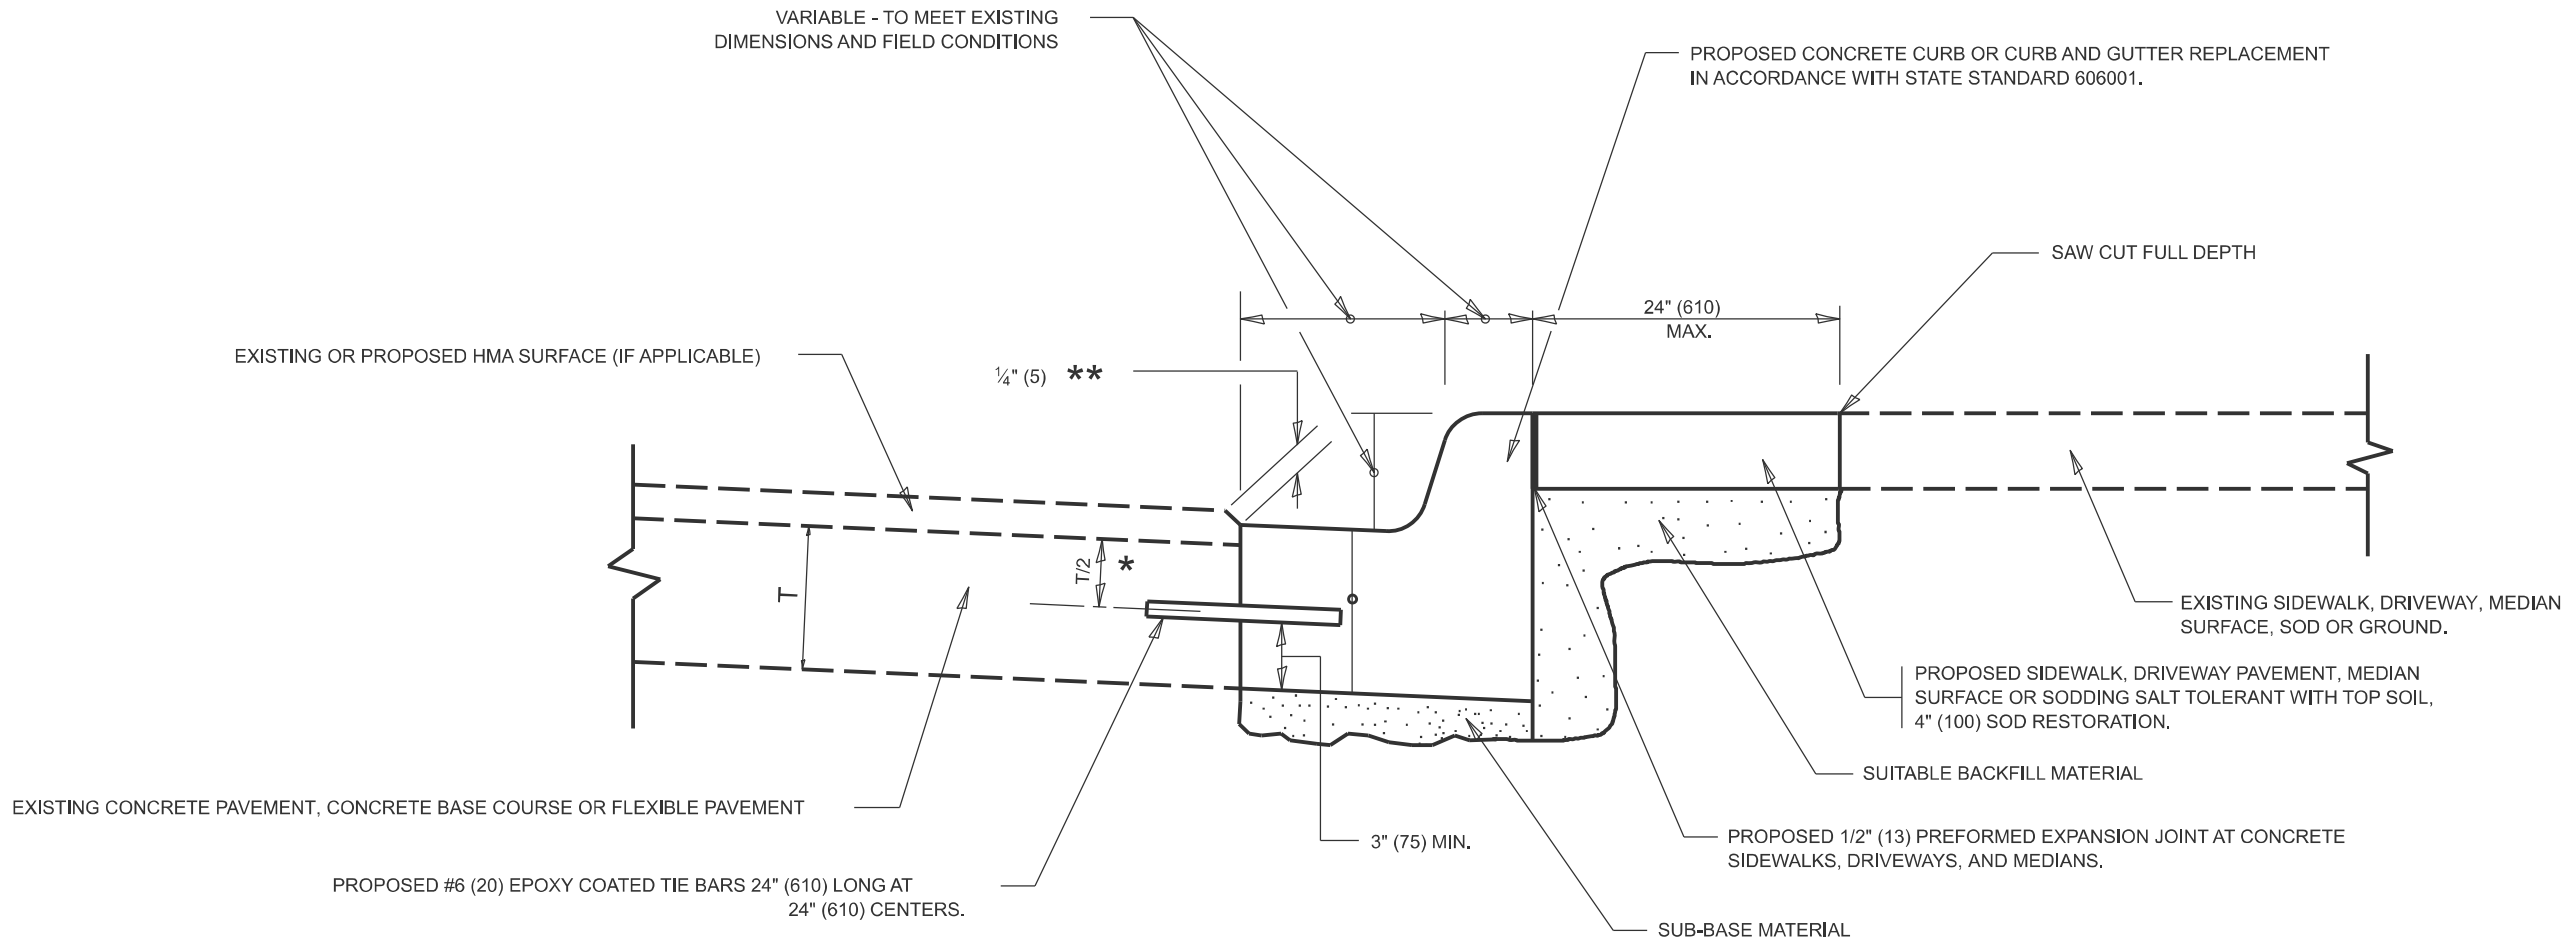 VARIABLE - TO MEET EXISTING
DIMENSIONS AND FIELD CONDITIONS
PROPOSED CONCRETE CURB OR CURB AND GUTTER REPLACEMENT
IN ACCORDANCE WITH STATE STANDARD 606001.
SAW CUT FULL DEPTH
24" (610)
MAX.
EXISTING OR PROPOSED HMA SURFACE (IF APPLICABLE)
¼" (5) **
T/2 *
T
EXISTING SIDEWALK, DRIVEWAY, MEDIAN
SURFACE, SOD OR GROUND.
PROPOSED SIDEWALK, DRIVEWAY PAVEMENT, MEDIAN
SURFACE OR SODDING SALT TOLERANT WITH TOP SOIL,
4" (100) SOD RESTORATION.
SUITABLE BACKFILL MATERIAL
EXISTING CONCRETE PAVEMENT, CONCRETE BASE COURSE OR FLEXIBLE PAVEMENT
3" (75) MIN.
PROPOSED 1/2" (13) PREFORMED EXPANSION JOINT AT CONCRETE
SIDEWALKS, DRIVEWAYS, AND MEDIANS.
PROPOSED #6 (20) EPOXY COATED TIE BARS 24" (610) LONG AT
24" (610) CENTERS.
SUB-BASE MATERIAL